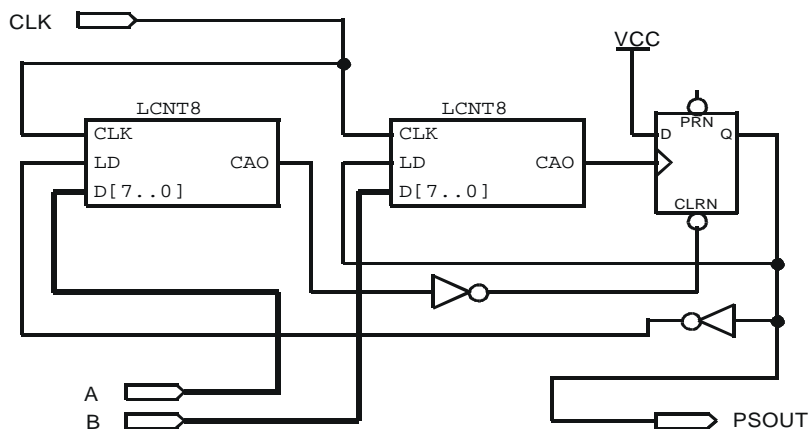 CLK
VCC
LCNT8
LCNT8
CLK
LD
CAO
D[7..0]
CLK
LD
CAO
D[7..0]
PRN
D
Q
CLRN
A
B
PSOUT